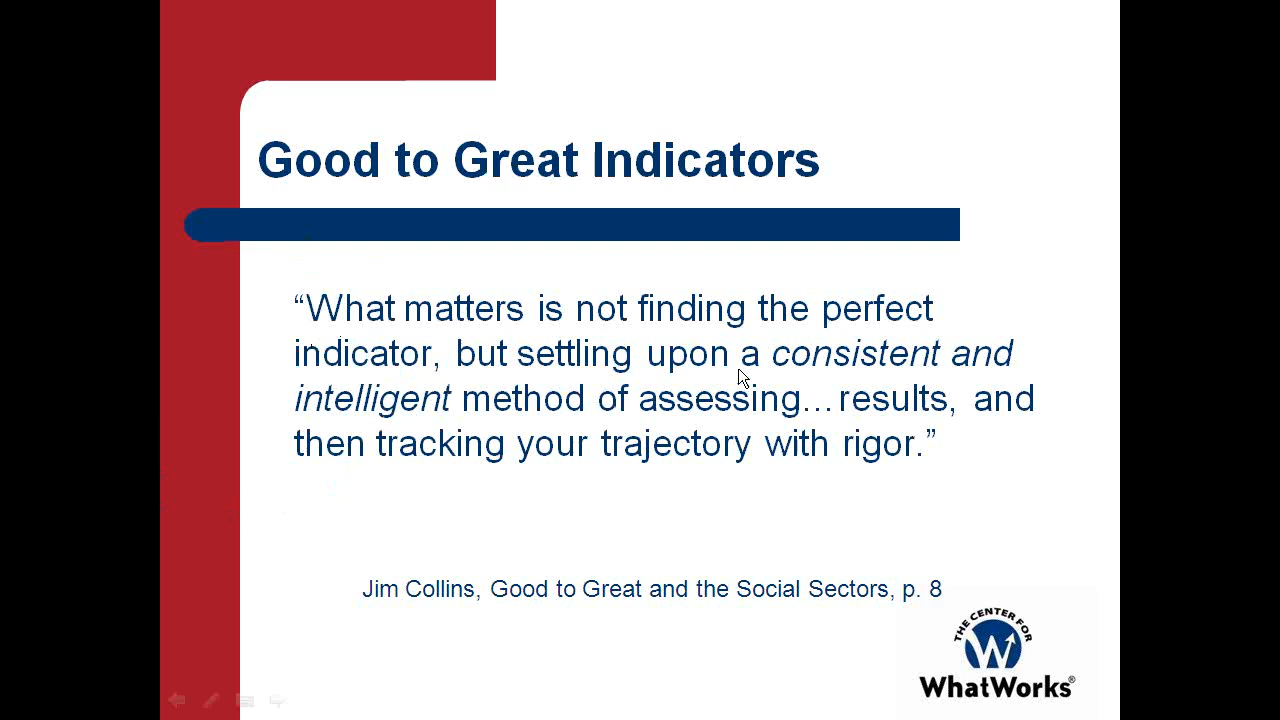 Good to Great Indicators
“What matters is not finding the perfect
indicator, but settling upon a consistent and
intelligent method of assessing... results, and
then tracking your trajectory with rigor.”
Jim Collins, Good to Great and the Social Sectors, p. 8
THE CENTER FOR
W
WhatWorks®